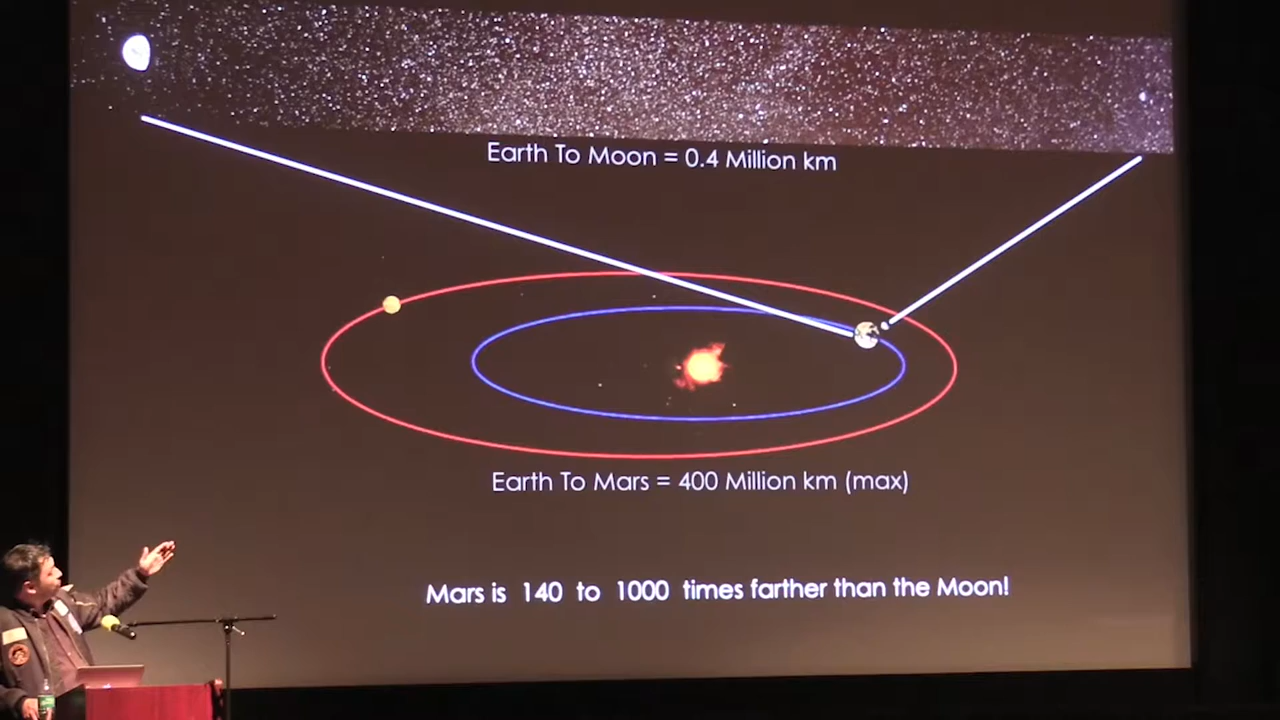 Earth To Moon = 0.4 Million km
Earth To Mars = 400 Million km (max)
Mars is 140 to 1000 times farther than the Moon!